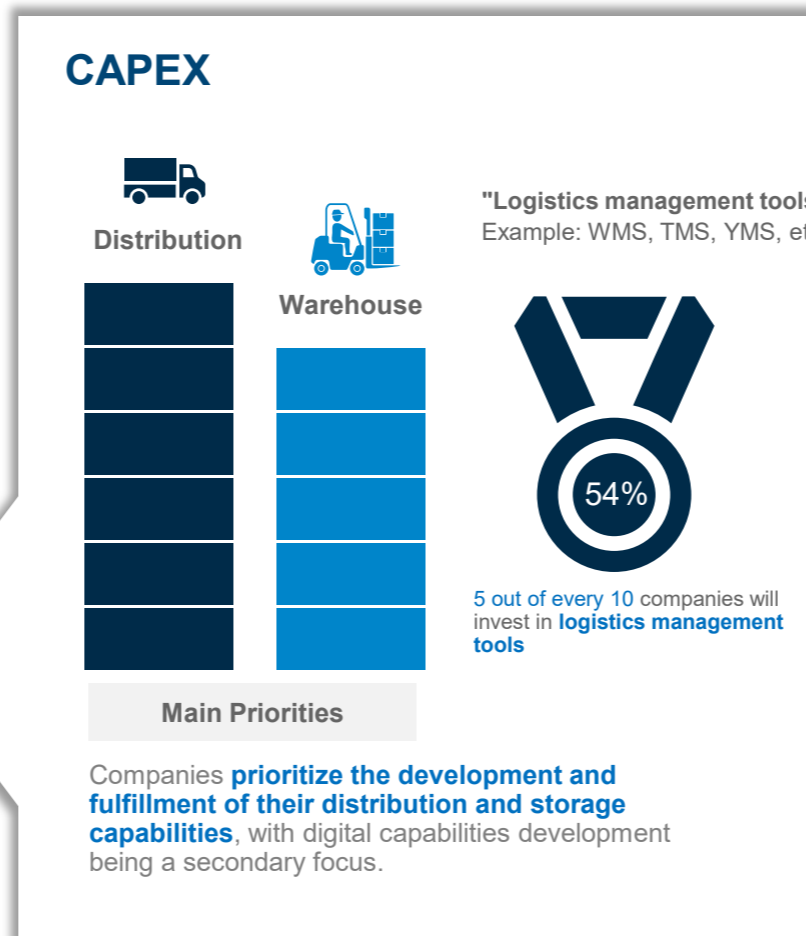 CAPEX
Distribution
Warehouse
"Logistics management tools
Example: WMS, TMS, YMS, et
54%
5 out of every 10 companies will
invest in logistics management
tools
Main Priorities
Companies prioritize the development and
fulfillment of their distribution and storage
capabilities, with digital capabilities development
being a secondary focus.